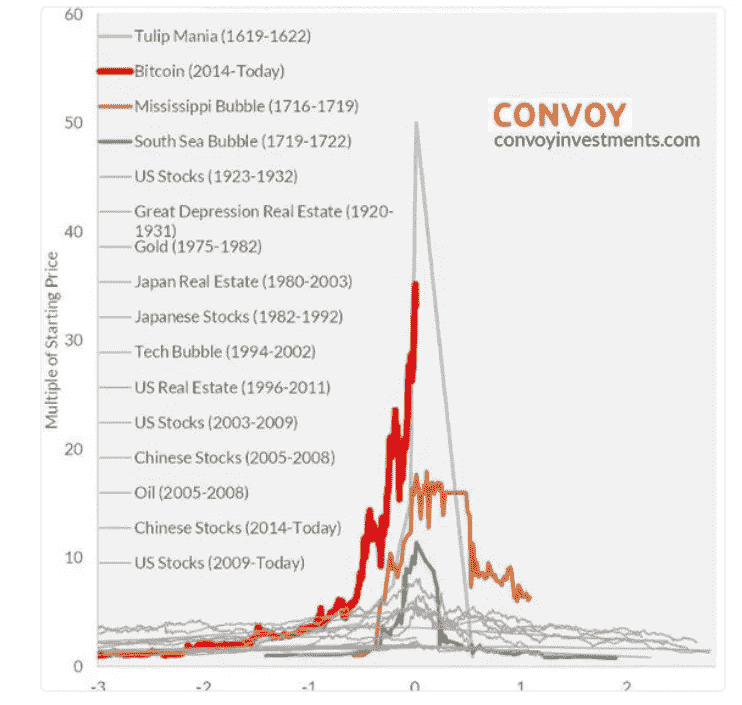 60
Tulip Mania (1619-1622)
Bitcoin (2014-Today)
Mississippi Bubble (1716-1719)
CONVOY
convoyinvestments.com
50
South Sea Bubble (1719-1722)
US Stocks (1923-1932)
Great Depression Real Estate (1920-
1931)
40
Gold (1975-1982)
Japan Real Estate (1980-2003)
Japanese Stocks (1982-1992)
30
Tech Bubble (1994-2002)
US Real Estate (1996-2011)
US Stocks (2003-2009)
20
Chinese Stocks (2005-2008)
Oil (2005-2008)
Chinese Stocks (2014-Today)
10
US Stocks (2009-Today)
0
Multiple of Starting Price
-3 -2 -1 0 1 2